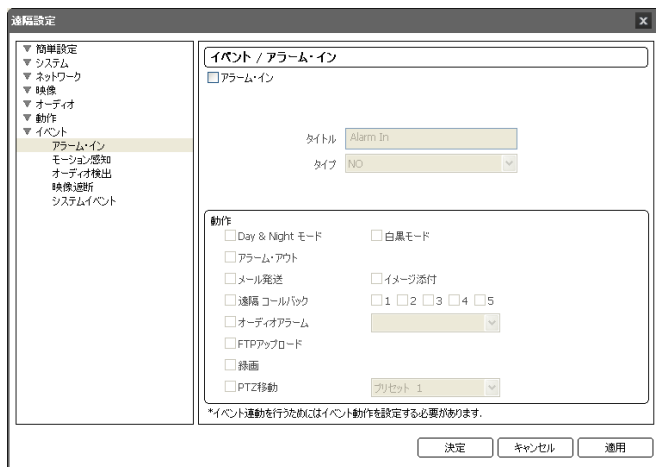 遠隔設定
簡単設定
システム
ネットワーク
映像
オーディオ
動作
イベント
アラーム・イン
モーション感知
オーディオ検出
映像遮断
システムイベント
イベント / アラーム・イン
アラーム・イン
タイトル Alarm In
タイプ NO
動作
Day & Night モード 白黒モード
アラーム・アウト
メール発送 イメージ添付
遠隔 コールバック 1 2 3 4 5
オーディオアラーム
FTPアップロード
録画
PTZ移動 プリセット 1
*イベント連動を行うためにはイベント動作を設定する必要があります.
決定 キャンセル 適用